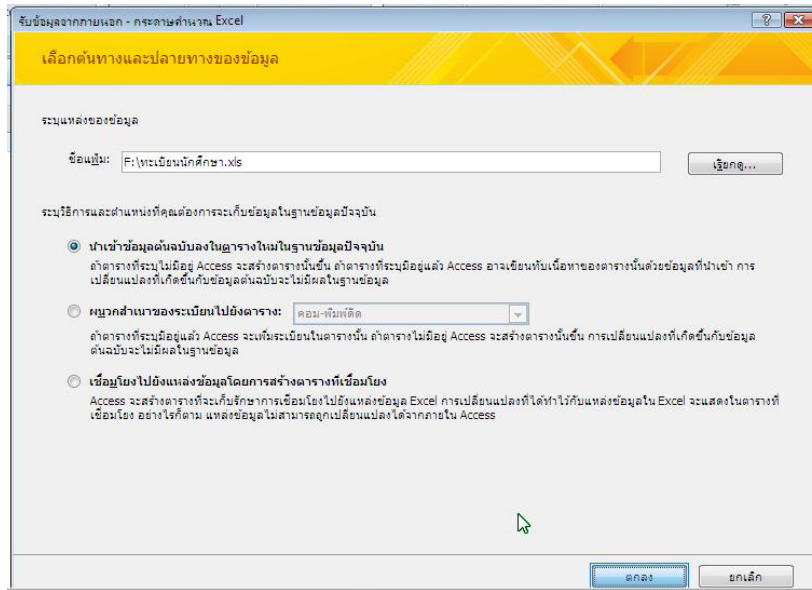 รับข้อมูลจากภายนอก - กระดาษคำนวณ Excel
เลือกต้นทางและปลายทางของข้อมูล
ระบุแหล่งของข้อมูล
ชื่อแฟ้ม: F:\ทะเบียนนักศึกษา.xls เรียกดู...
ระบุวิธีการและตำแหน่งที่คุณต้องการจะเก็บข้อมูลในฐานข้อมูลปัจจุบัน
นำเข้าข้อมูลต้นฉบับลงในตารางใหม่ในฐานข้อมูลปัจจุบัน
ถ้าตารางที่ระบุไม่มีอยู่ Access จะสร้างตารางนั้นขึ้น ถ้าตารางที่ระบุมีอยู่แล้ว Access อาจเขียนทับเนื้อหาของตารางนั้นด้วยข้อมูลที่นำเข้า การ
เปลี่ยนแปลงที่เกิดขึ้นกับข้อมูลต้นฉบับจะไม่มีผลในฐานข้อมูล
ผนวกสำเนาของระเบียนไปยังตาราง: คอม-พิมพ์ดีด
ถ้าตารางที่ระบุมีอยู่แล้ว Access จะเพิ่มระเบียนในตารางนั้น ถ้าตารางไม่มีอยู่ Access จะสร้างตารางนั้นขึ้น การเปลี่ยนแปลงที่เกิดขึ้นกับข้อมูล
ต้นฉบับจะไม่มีผลในฐานข้อมูล
เชื่อมโยงไปยังแหล่งข้อมูลโดยการสร้างตารางที่เชื่อมโยง
Access จะสร้างตารางที่จะเก็บรักษาการเชื่อมโยงไปยังแหล่งข้อมูล Excel การเปลี่ยนแปลงที่ได้ทำไว้กับแหล่งข้อมูลใน Excel จะแสดงในตารางที่
เชื่อมโยง อย่างไรก็ตาม แหล่งข้อมูลไม่สามารถถูกเปลี่ยนแปลงได้จากภายใน Access
ตกลง ยกเลิก